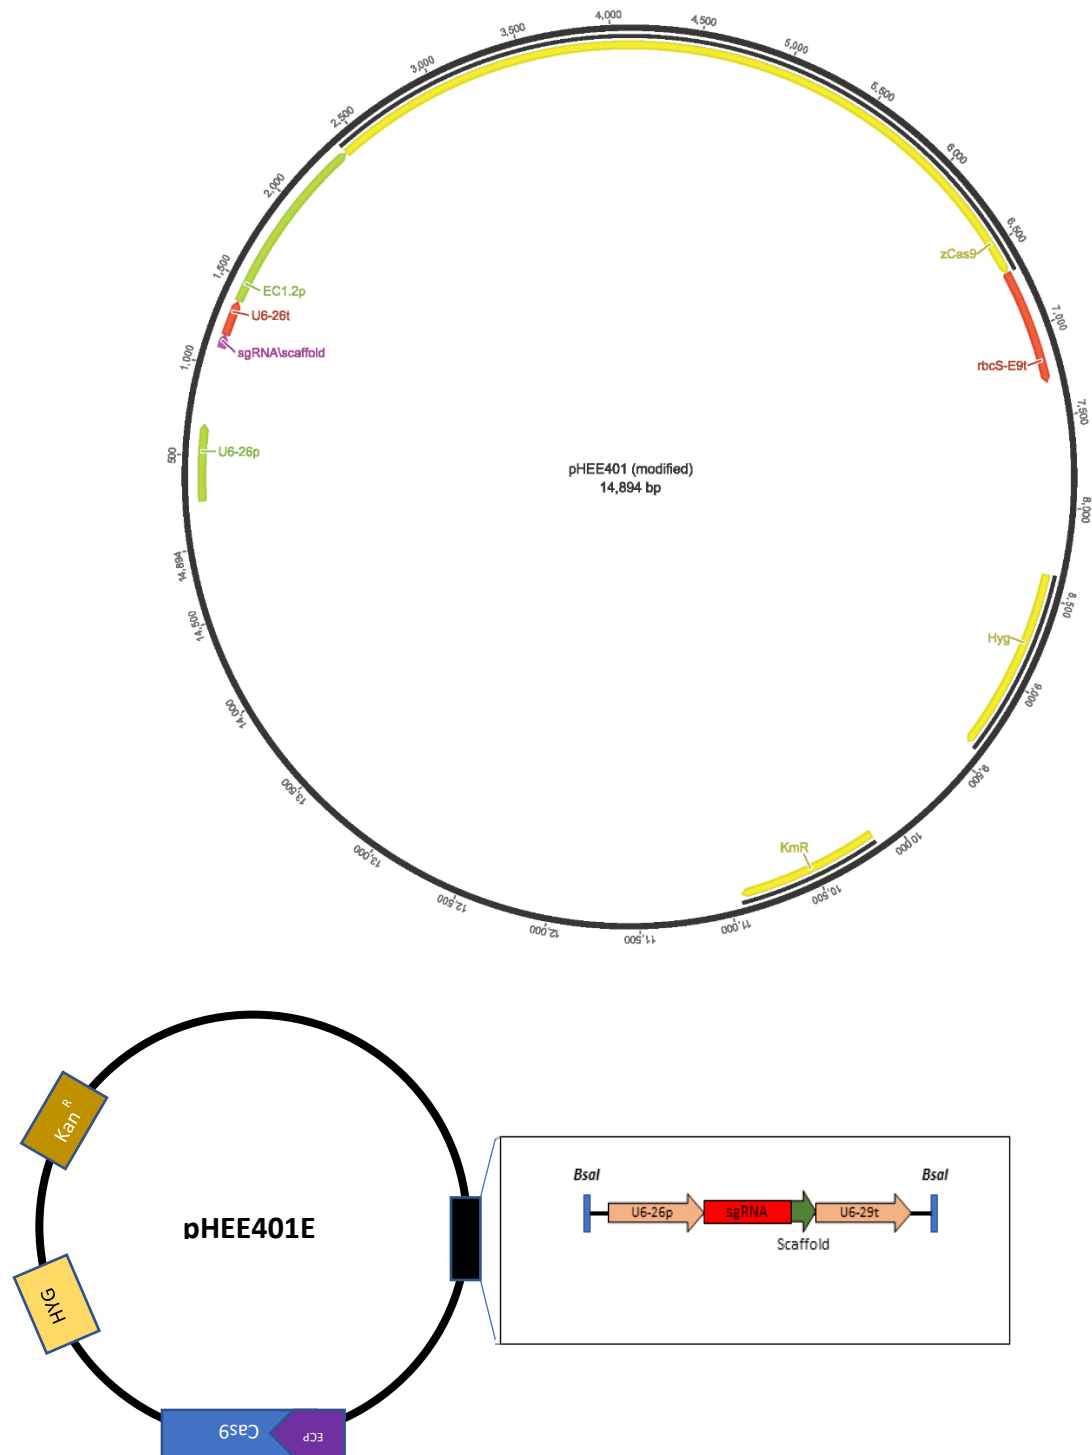 4,000
4,500
3,500
5,000
3,000
5,500
2,500
6,000
2,000
6,500
zCas9
1,500
EC1.2p
U6-26t
7,000
sgRNA\scaffold
1,000
rbcS-E9t
7,500
500
U6-26p
pHEE401 (modified)
14,894 bp
8,000
14,894
8,500
14,500
Hyg
9,000
14,000
9,500
13,500
10,000
KmR
13,000
10,500
12,500
11,000
12,000
11,500
Kan R
BsaI
BsaI
U6-26p
sgRNA
U6-29t
pHEE401E
Scaffold
HYG
Cas9
ECP